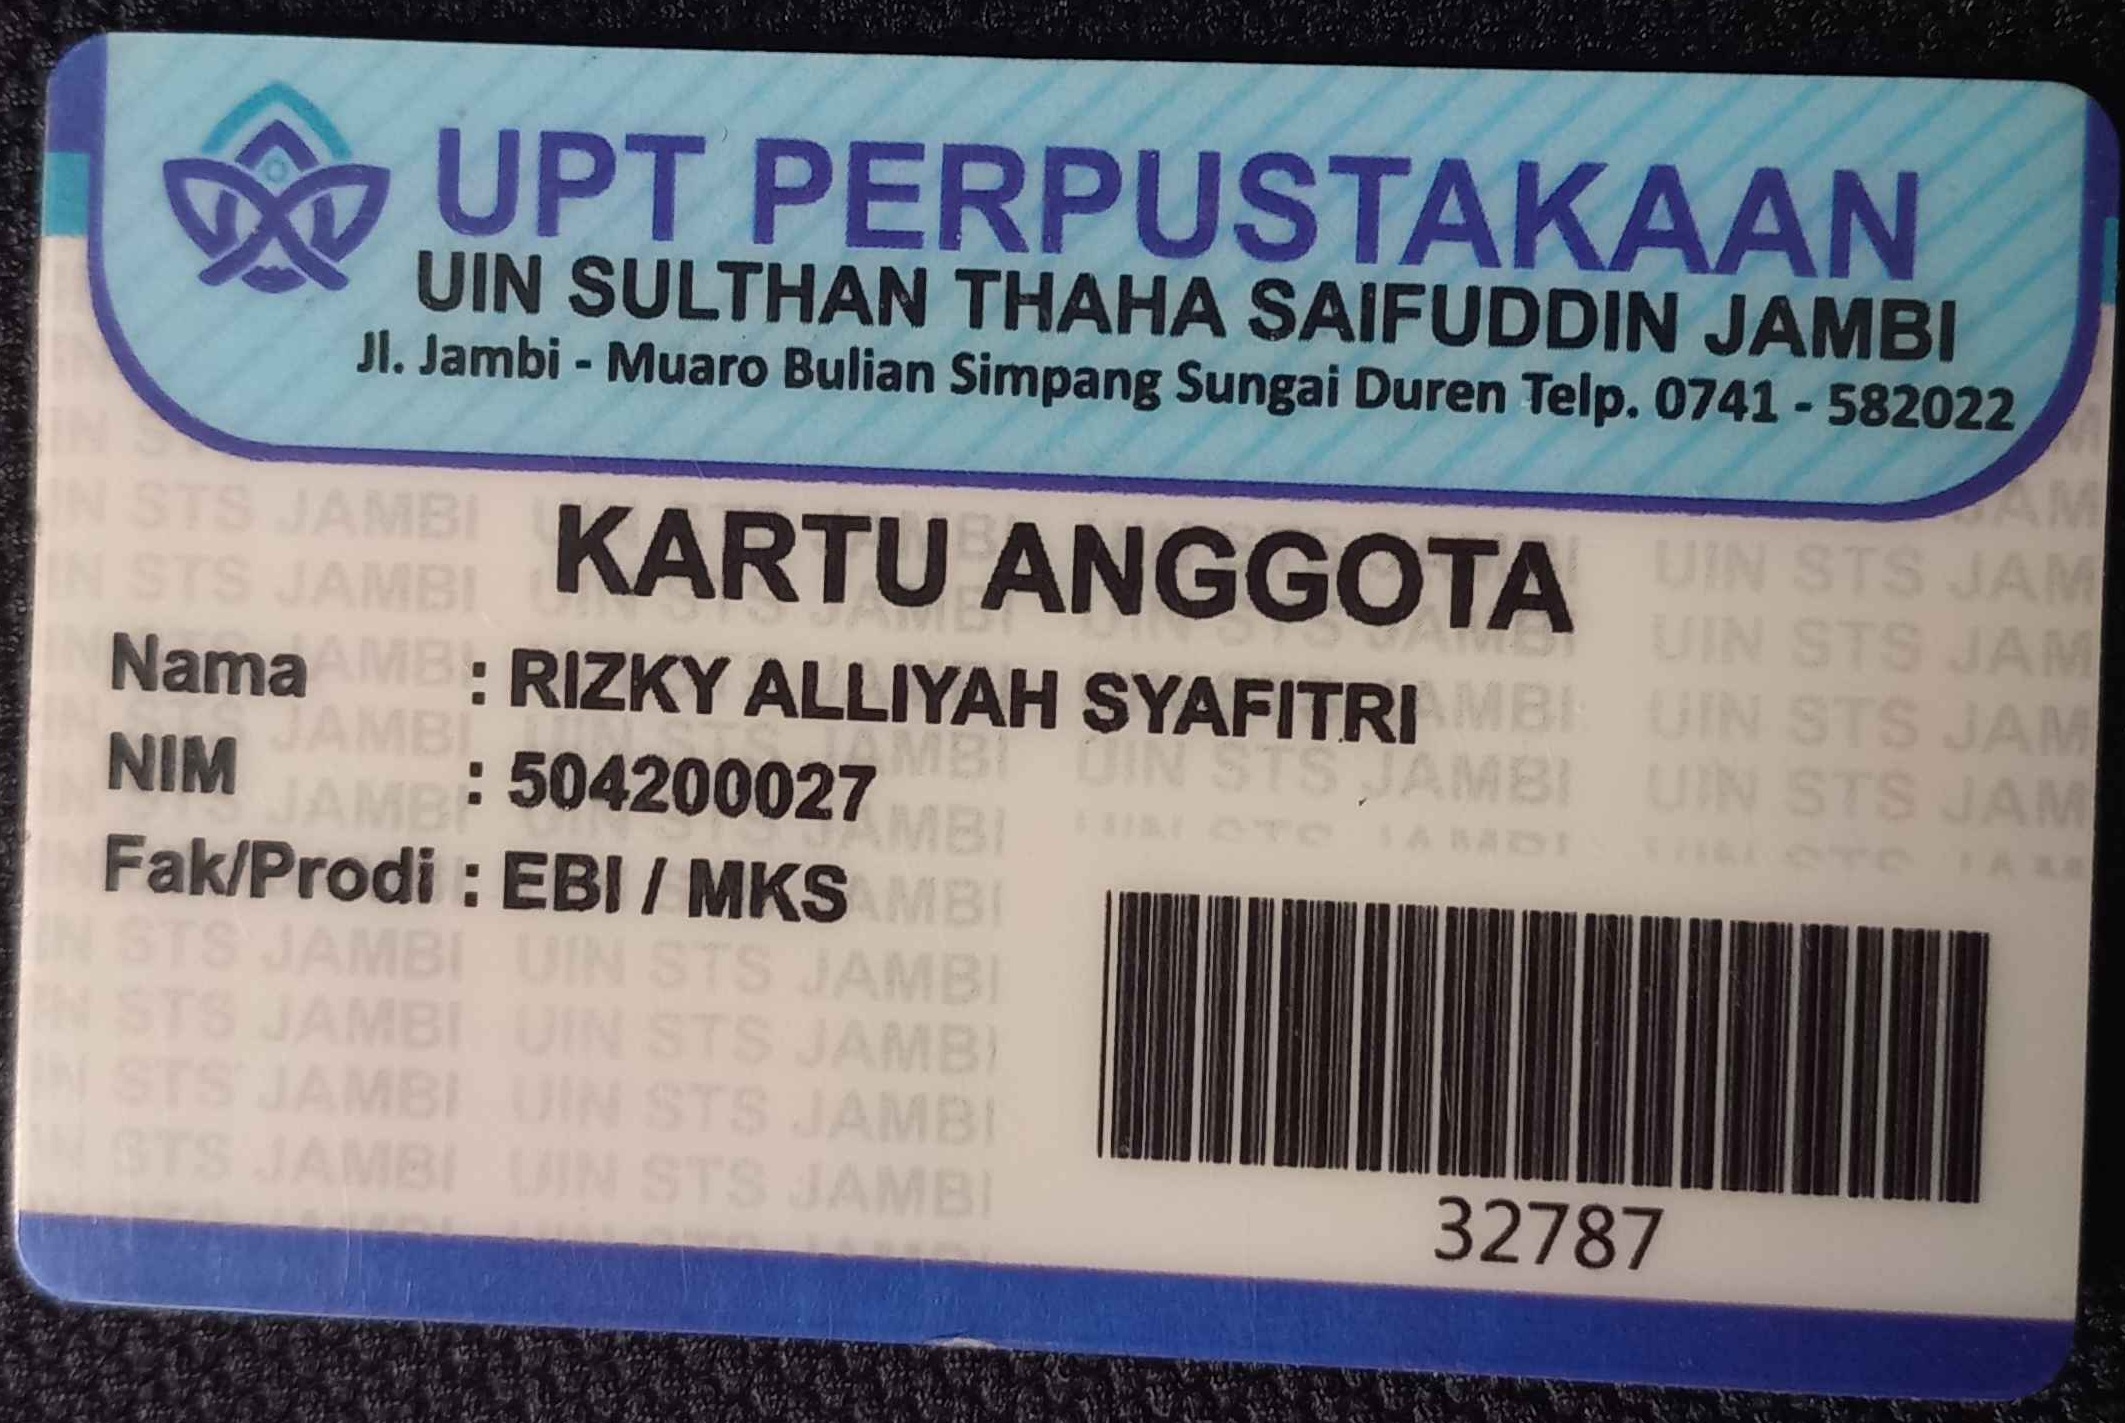 UPT PERPUSTAKAAN
UIN SULTHAN THAHA SAIFUDDIN JAMBI
Jl. Jambi - Muaro Bulian Simpang Sungai Duren Telp. 0741 - 582022
KARTU ANGGOTA
Nama : RIZKY ALLIYAH SYAFITRI
NIM : 504200027
Fak/Prodi : EBI / MKS
32787
UIN STS JAMBI